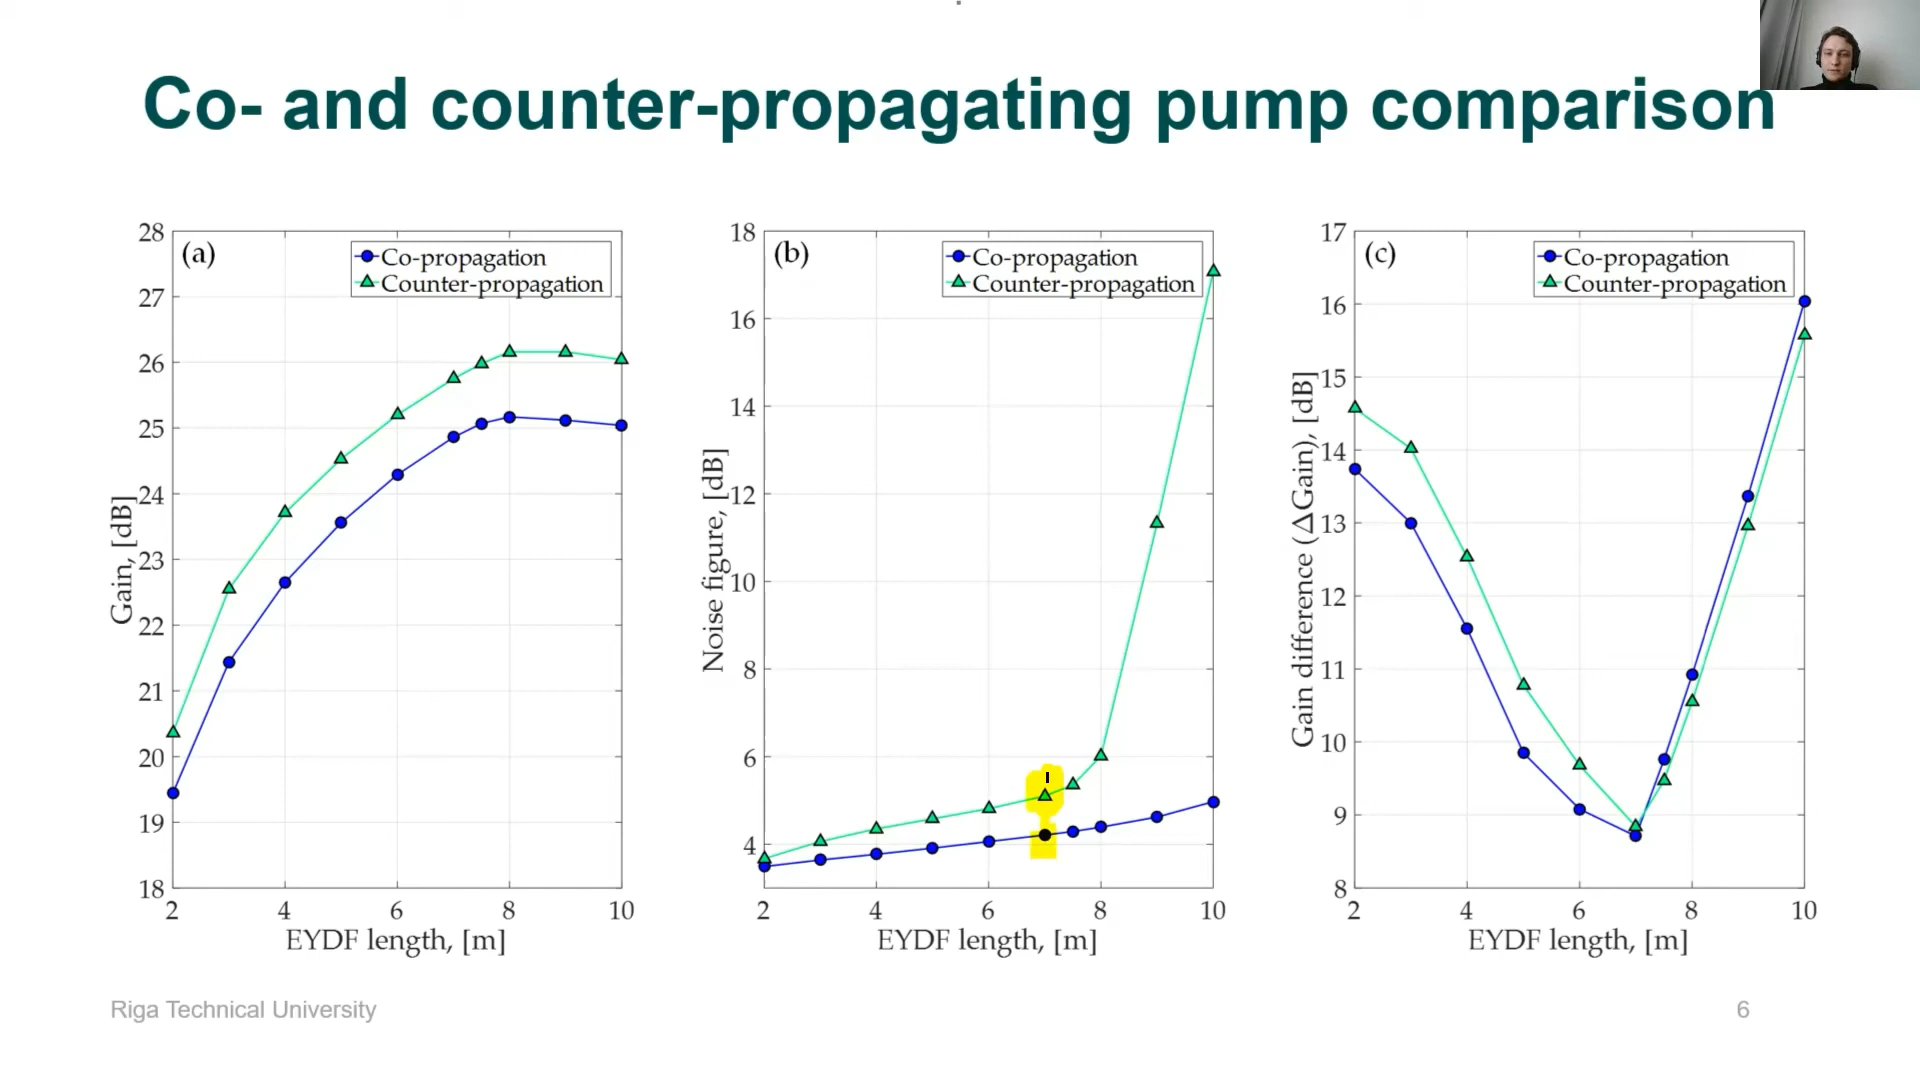 Co- and counter-propagating pump comparison
(a)
Co-propagation
Counter-propagation
28
27
26
25
24
23
22
21
20
19
18
Gain, [dB]
2 4 6 8 10
EYDF length, [m]
(b)
Co-propagation
Counter-propagation
18
16
14
12
10
8
6
4
Noise figure, [dB]
2 4 6 8 10
EYDF length, [m]
(c)
Co-propagation
Counter-propagation
17
16
15
14
13
12
11
10
9
8
Gain difference (ΔGain), [dB]
2 4 6 8 10
EYDF length, [m]
Riga Technical University
6